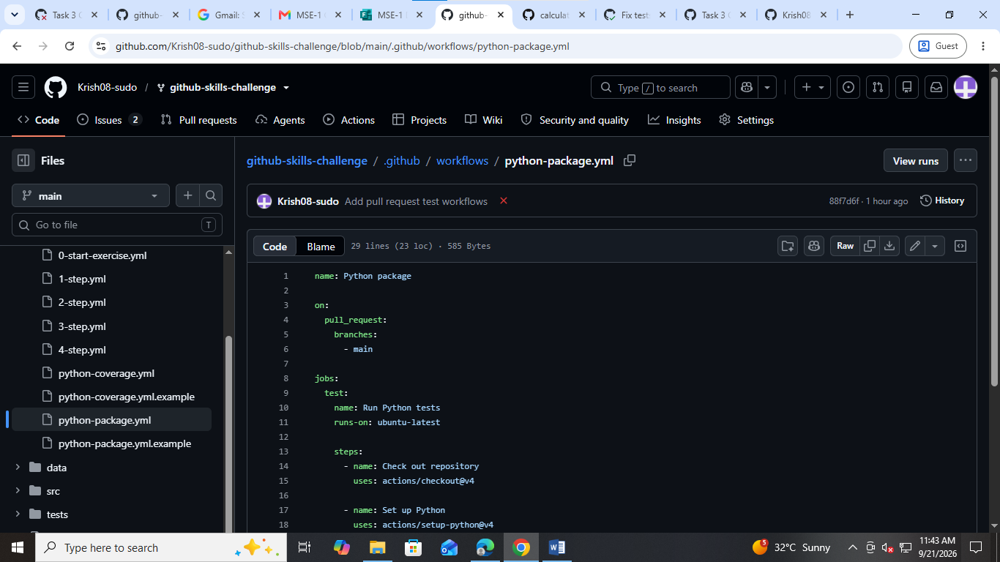 Task 3 C
github-
Gmail: S
MSE-1
MSE-1 L
github-
calculat
Fix test
Task 3 C
Krish08
github.com/Krish08-sudo/github-skills-challenge/blob/main/.github/workflows/python-package.yml
Guest
Krish08-sudo / github-skills-challenge
Type / to search
Code
Issues 2
Pull requests
Agents
Actions
Projects
Wiki
Security and quality
Insights
Settings
Files
main
Go to file
T
0-start-exercise.yml
1-step.yml
2-step.yml
3-step.yml
4-step.yml
python-coverage.yml
python-coverage.yml.example
python-package.yml
python-package.yml.example
data
src
tests
github-skills-challenge / .github / workflows / python-package.yml
View runs
Krish08-sudo Add pull request test workflows
88f7d6f · 1 hour ago
History
Code
Blame
29 lines (23 loc) · 585 Bytes
Raw
1 name: Python package
2
3 on:
4 pull_request:
5 branches:
6 - main
7
8 jobs:
9 test:
10 name: Run Python tests
11 runs-on: ubuntu-latest
12
13 steps:
14 - name: Check out repository
15 uses: actions/checkout@v4
16
17 - name: Set up Python
18 uses: actions/setup-python@v4
Type here to search
5
32°C Sunny
11:43 AM
9/21/2026